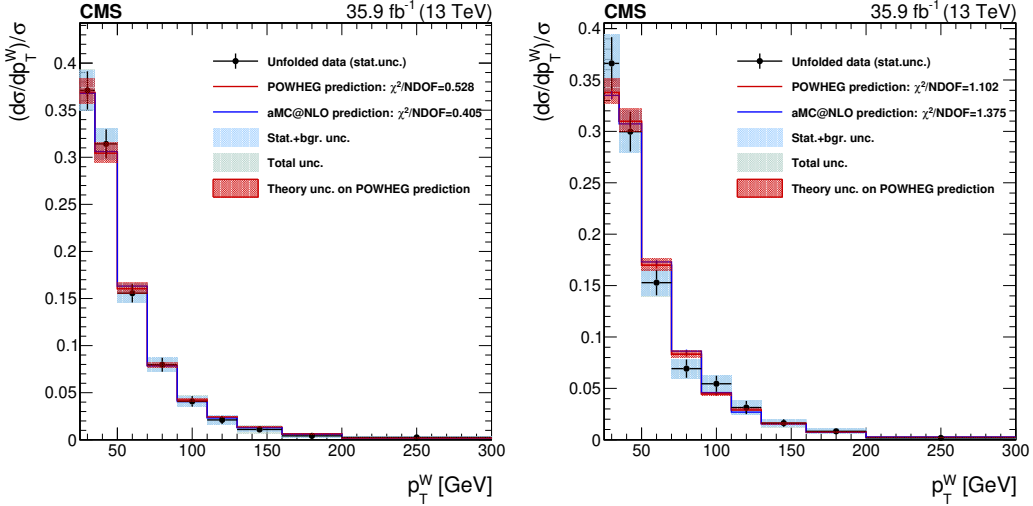 CMS 35.9 fb⁻¹ (13 TeV)
(dσ/dp_T^W)/σ
Unfolded data (stat.unc.)
POWHEG prediction: χ²/NDOF=0.528
aMC@NLO prediction: χ²/NDOF=0.405
Stat.+bgr. unc.
Total unc.
Theory unc. on POWHEG prediction
0.4
0.35
0.3
0.25
0.2
0.15
0.1
0.05
0
50 100 150 200 250 300
p_T^W [GeV]
CMS 35.9 fb⁻¹ (13 TeV)
(dσ/dp_T^W)/σ
Unfolded data (stat.unc.)
POWHEG prediction: χ²/NDOF=1.102
aMC@NLO prediction: χ²/NDOF=1.375
Stat.+bgr. unc.
Total unc.
Theory unc. on POWHEG prediction
0.4
0.35
0.3
0.25
0.2
0.15
0.1
0.05
0
50 100 150 200 250 300
p_T^W [GeV]